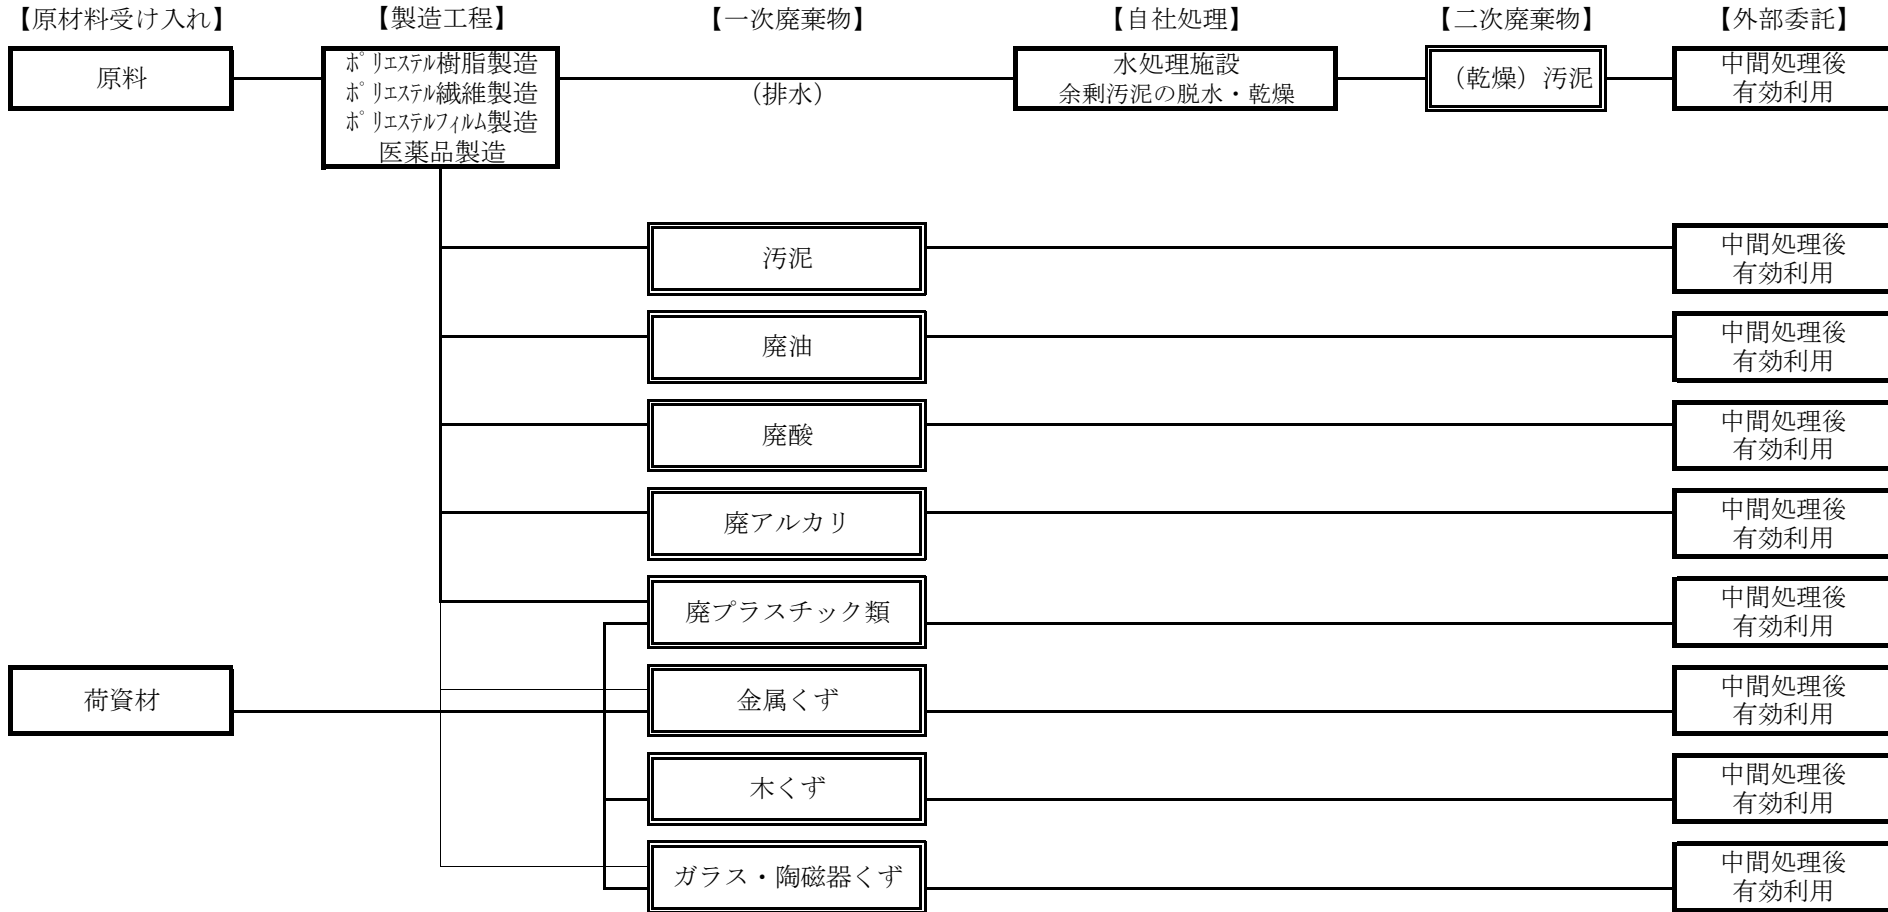 【原材料受け入れ】
【製造工程】
【一次廃棄物】
【自社処理】
【二次廃棄物】
【外部委託】
原料
ﾎﾟﾘｴｽﾃﾙ樹脂製造
ﾎﾟﾘｴｽﾃﾙ繊維製造
ﾎﾟﾘｴｽﾃﾙﾌｨﾙﾑ製造
医薬品製造
(排水)
水処理施設
余剰汚泥の脱水・乾燥
（乾燥）汚泥
中間処理後
有効利用
汚泥
中間処理後
有効利用
廃油
中間処理後
有効利用
廃酸
中間処理後
有効利用
廃アルカリ
中間処理後
有効利用
廃プラスチック類
中間処理後
有効利用
荷資材
金属くず
中間処理後
有効利用
木くず
中間処理後
有効利用
ガラス・陶磁器くず
中間処理後
有効利用